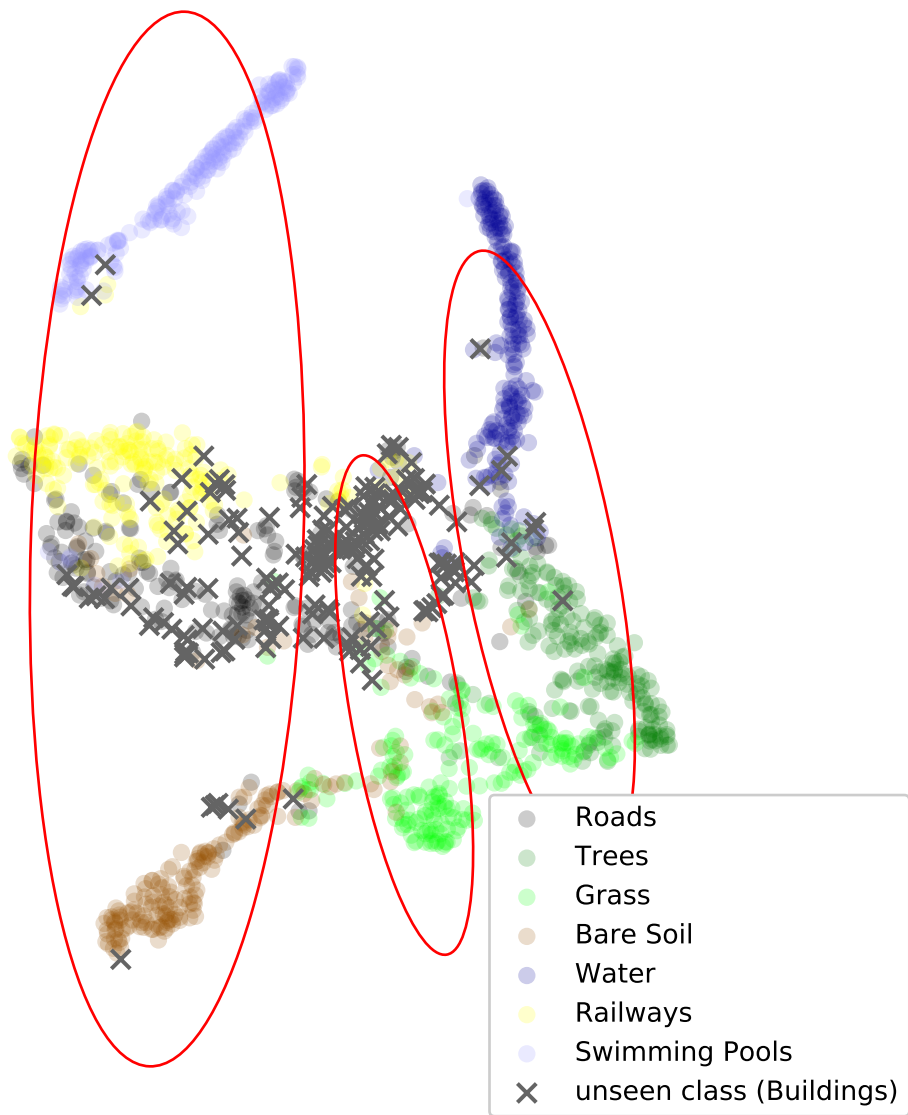 Roads
Trees
Grass
Bare Soil
Water
Railways
Swimming Pools
unseen class (Buildings)